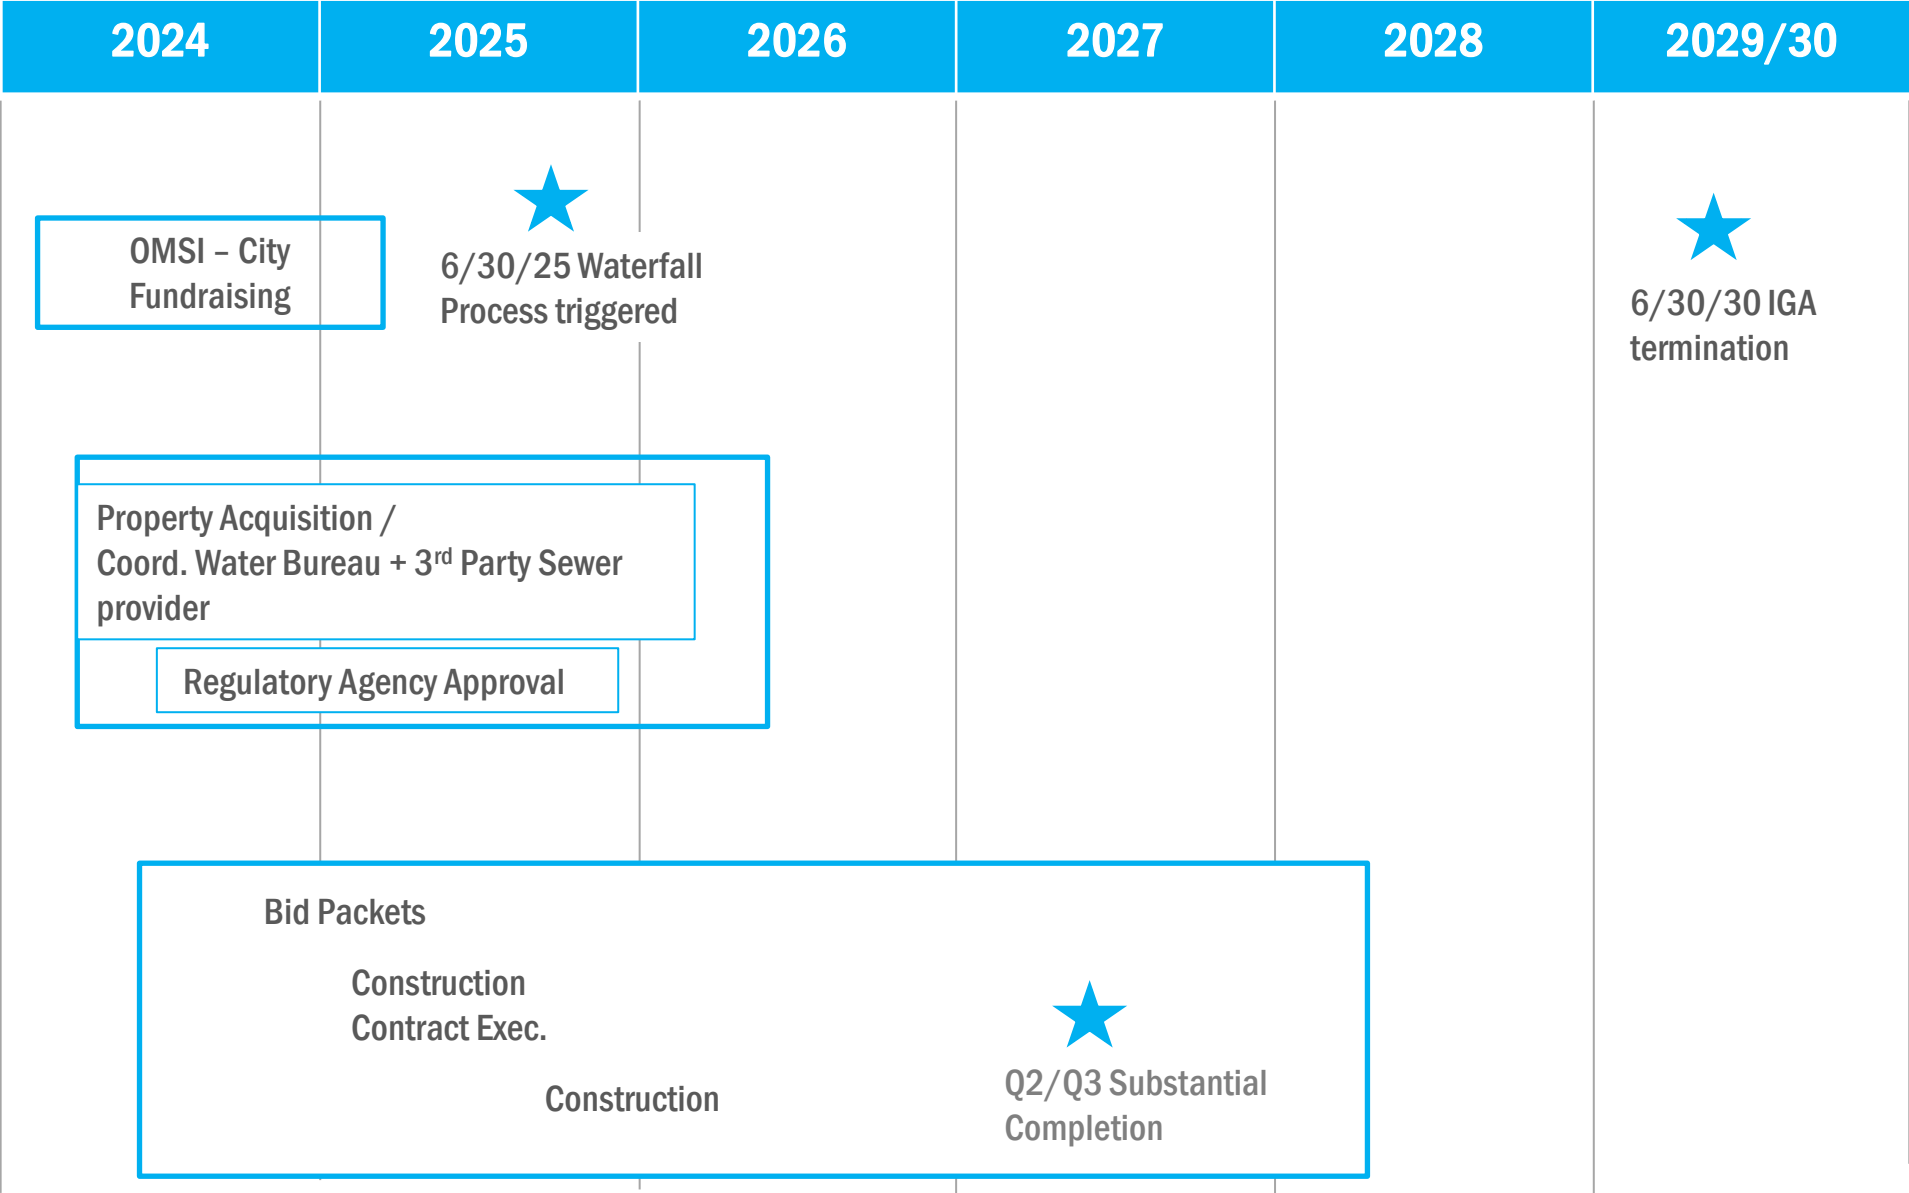 2024
2025
2026
2027
2028
2029/30
OMSI – City
Fundraising
6/30/25 Waterfall
Process triggered
6/30/30 IGA
termination
Property Acquisition /
Coord. Water Bureau + 3rd Party Sewer
provider
Regulatory Agency Approval
Bid Packets
Construction
Contract Exec.
Construction
Q2/Q3 Substantial
Completion